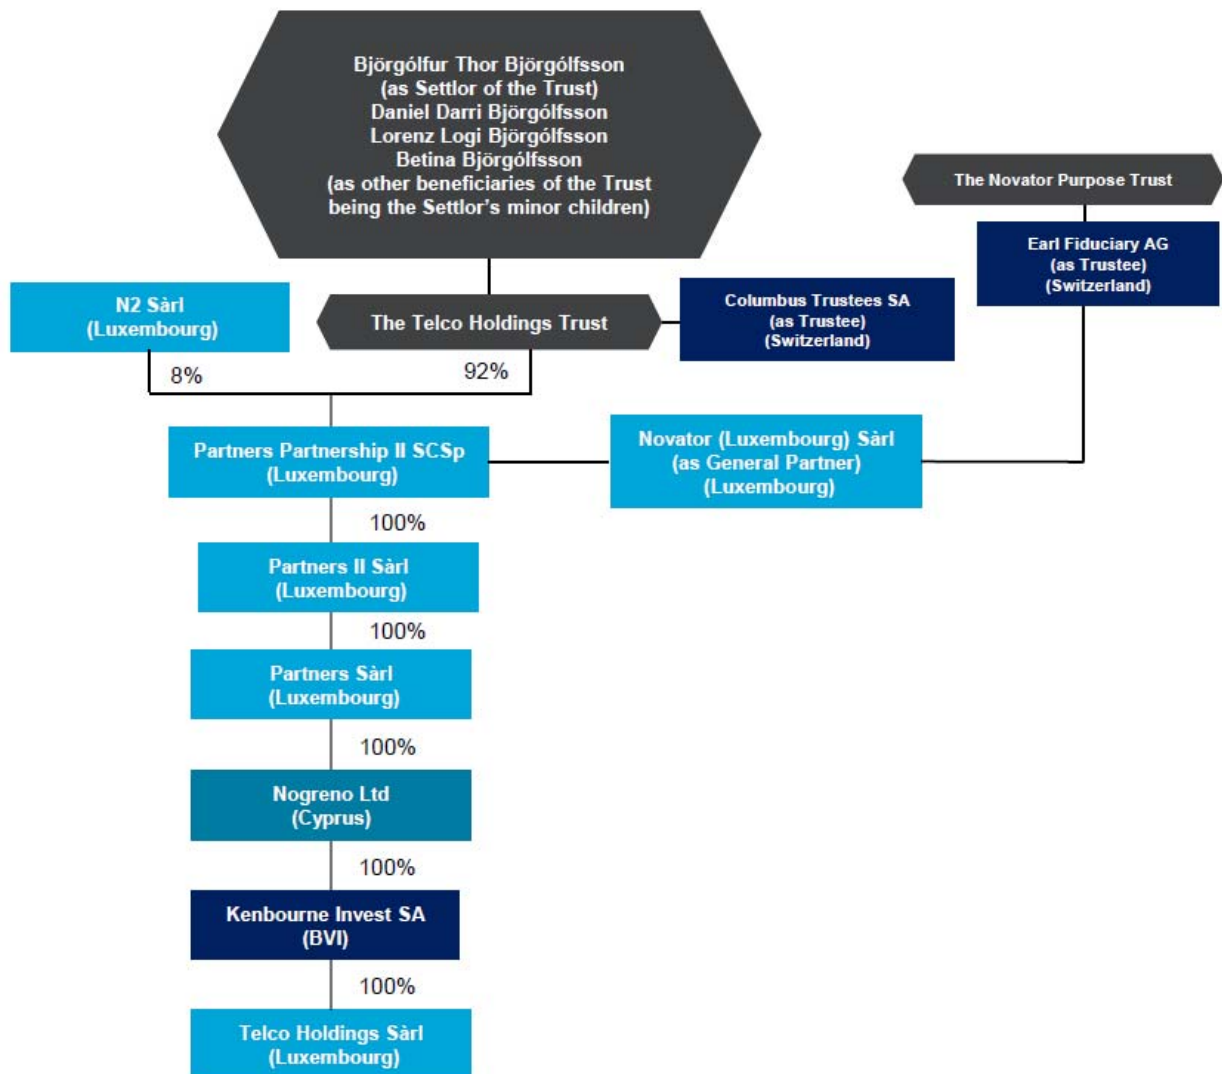 Björgólfur Thor Björgólfsson
(as Settlor of the Trust)
Daniel Darri Björgólfsson
Lorenz Logi Björgólfsson
Betina Björgólfsson
(as other beneficiaries of the Trust
being the Settlor's minor children)
The Novator Purpose Trust
Earl Fiduciary AG
(as Trustee)
(Switzerland)
N2 Sàrl
(Luxembourg)
The Telco Holdings Trust
Columbus Trustees SA
(as Trustee)
(Switzerland)
8%
92%
Partners Partnership II SCSp
(Luxembourg)
Novator (Luxembourg) Sàrl
(as General Partner)
(Luxembourg)
100%
Partners II Sàrl
(Luxembourg)
100%
Partners Sàrl
(Luxembourg)
100%
Nogreno Ltd
(Cyprus)
100%
Kenbourne Invest SA
(BVI)
100%
Telco Holdings Sàrl
(Luxembourg)